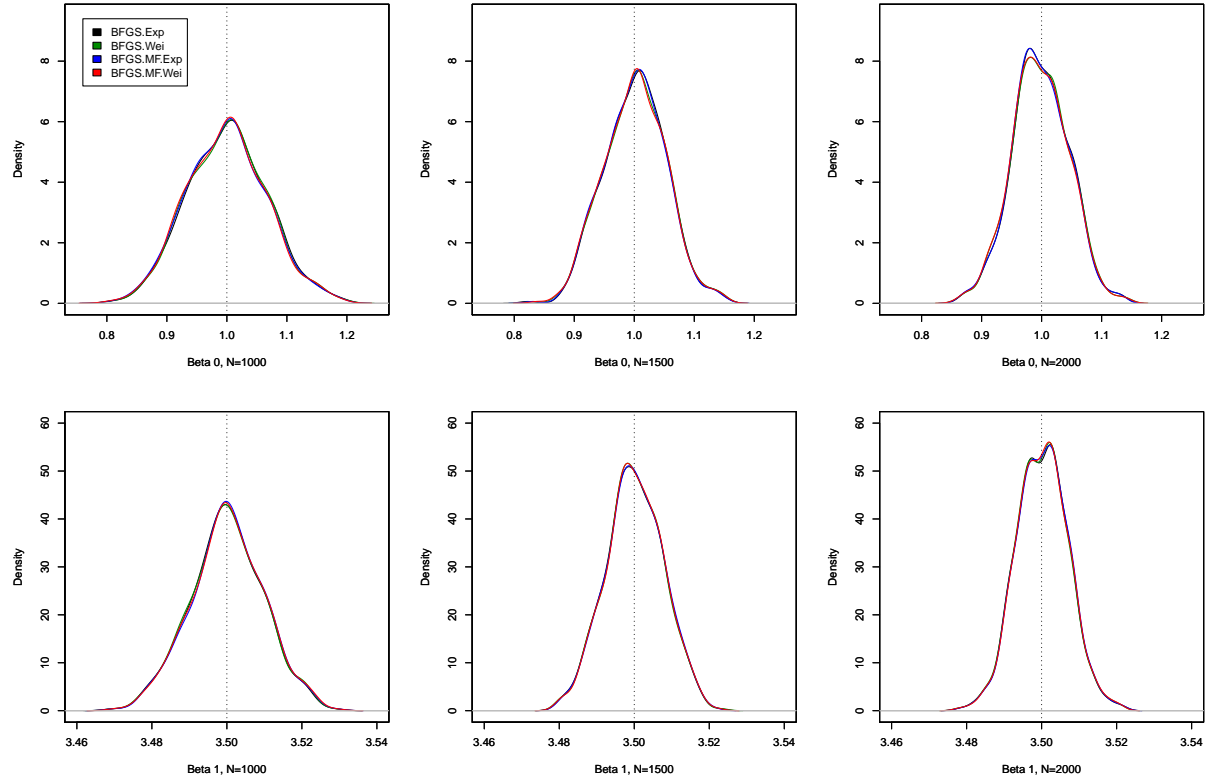 BFGS.Exp
BFGS.Wei
BFGS.MF.Exp
BFGS.MF.Wei
Density
0 2 4 6 8
0.8 0.9 1.0 1.1 1.2
Beta 0, N=1000
Density
0 2 4 6 8
0.8 0.9 1.0 1.1 1.2
Beta 0, N=1500
Density
0 2 4 6 8
0.8 0.9 1.0 1.1 1.2
Beta 0, N=2000
Density
0 10 20 30 40 50 60
3.46 3.48 3.50 3.52 3.54
Beta 1, N=1000
Density
0 10 20 30 40 50 60
3.46 3.48 3.50 3.52 3.54
Beta 1, N=1500
Density
0 10 20 30 40 50 60
3.46 3.48 3.50 3.52 3.54
Beta 1, N=2000